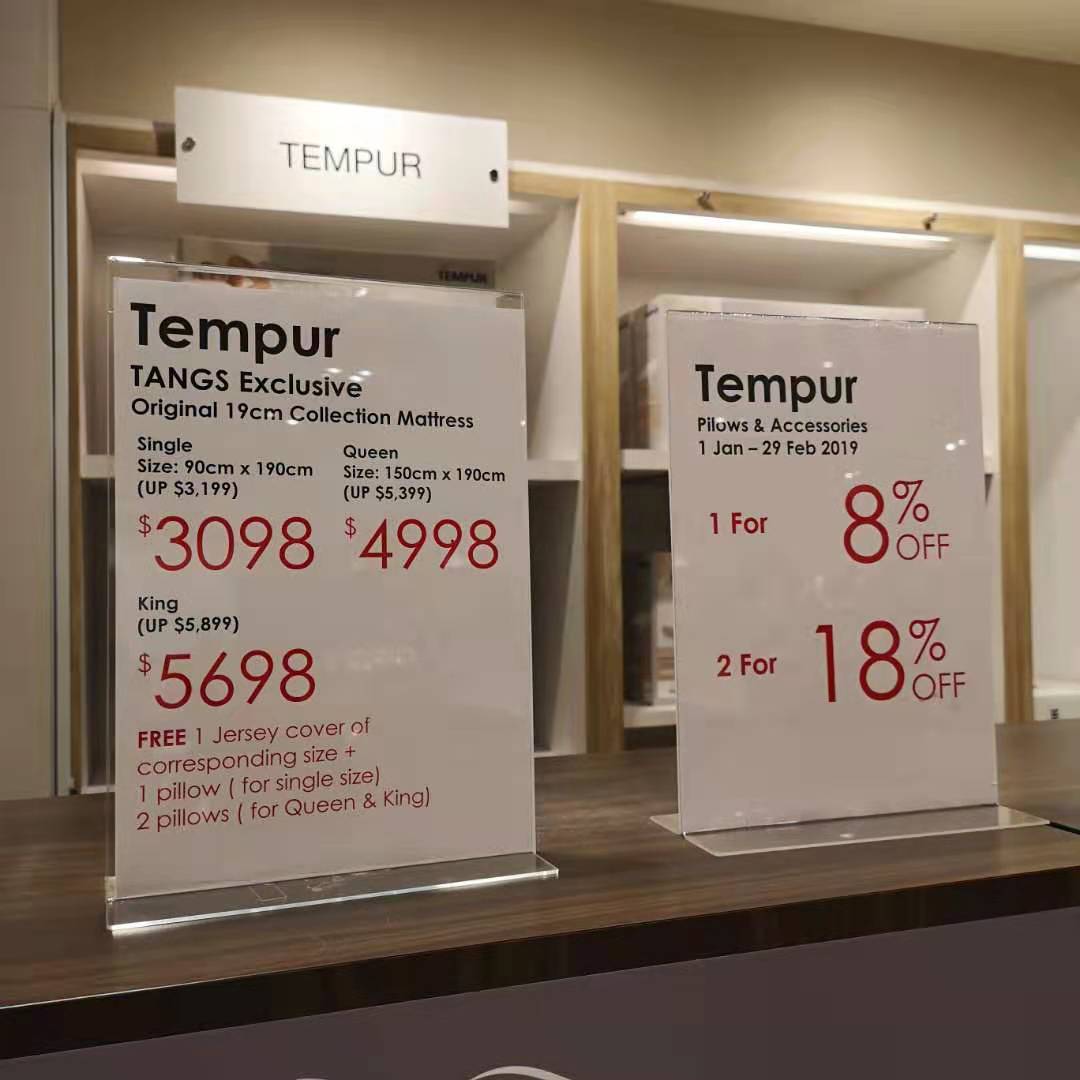 TEMPUR
TEMPUR
Tempur
TANGS Exclusive
Original 19cm Collection Mattress
Single
Size: 90cm x 190cm
(UP $3,199)
$3098
Queen
Size: 150cm x 190cm
(UP $5,399)
$4998
King
(UP $5,899)
$5698
FREE 1 Jersey cover of
corresponding size +
1 pillow ( for single size)
2 pillows ( for Queen & King)
Tempur
Pilows & Accessories
1 Jan – 29 Feb 2019
1 For 8% OFF
2 For 18% OFF